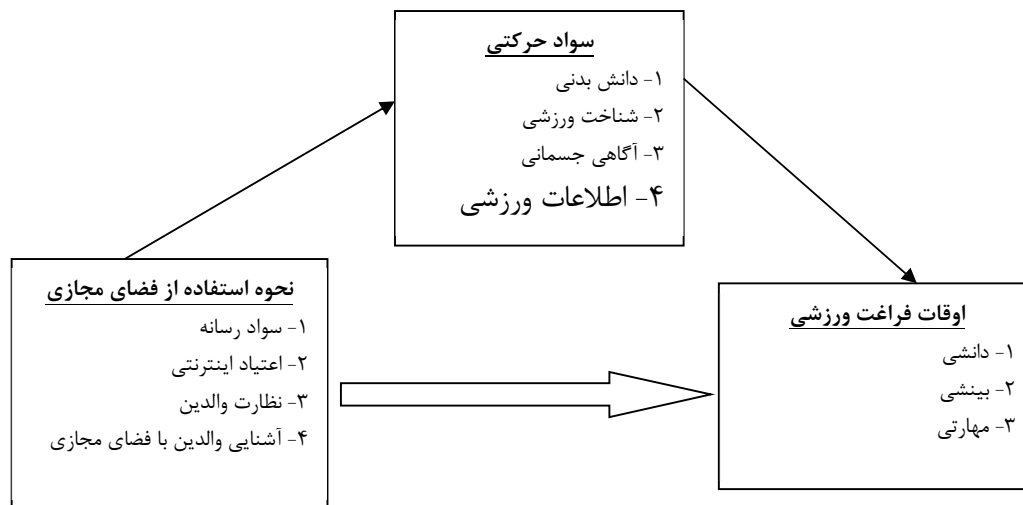 سواد حرکتی
۱- دانش بدنی
۲- شناخت ورزشی
۳- آگاهی جسمانی
۴- اطلاعات ورزشی
نحوه استفاده از فضای مجازی
۱- سواد رسانه
۲- اعتیاد اینترنتی
۳- نظارت والدین
۴- آشنایی والدین با فضای مجازی
اوقات فراغت ورزشی
۱- دانشی
۲- بینشی
۳- مهارتی